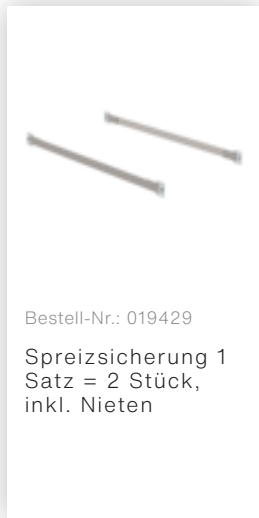 Bestell-Nr.: 019429
Spreizsicherung 1
Satz = 2 Stück,
inkl. Nieten